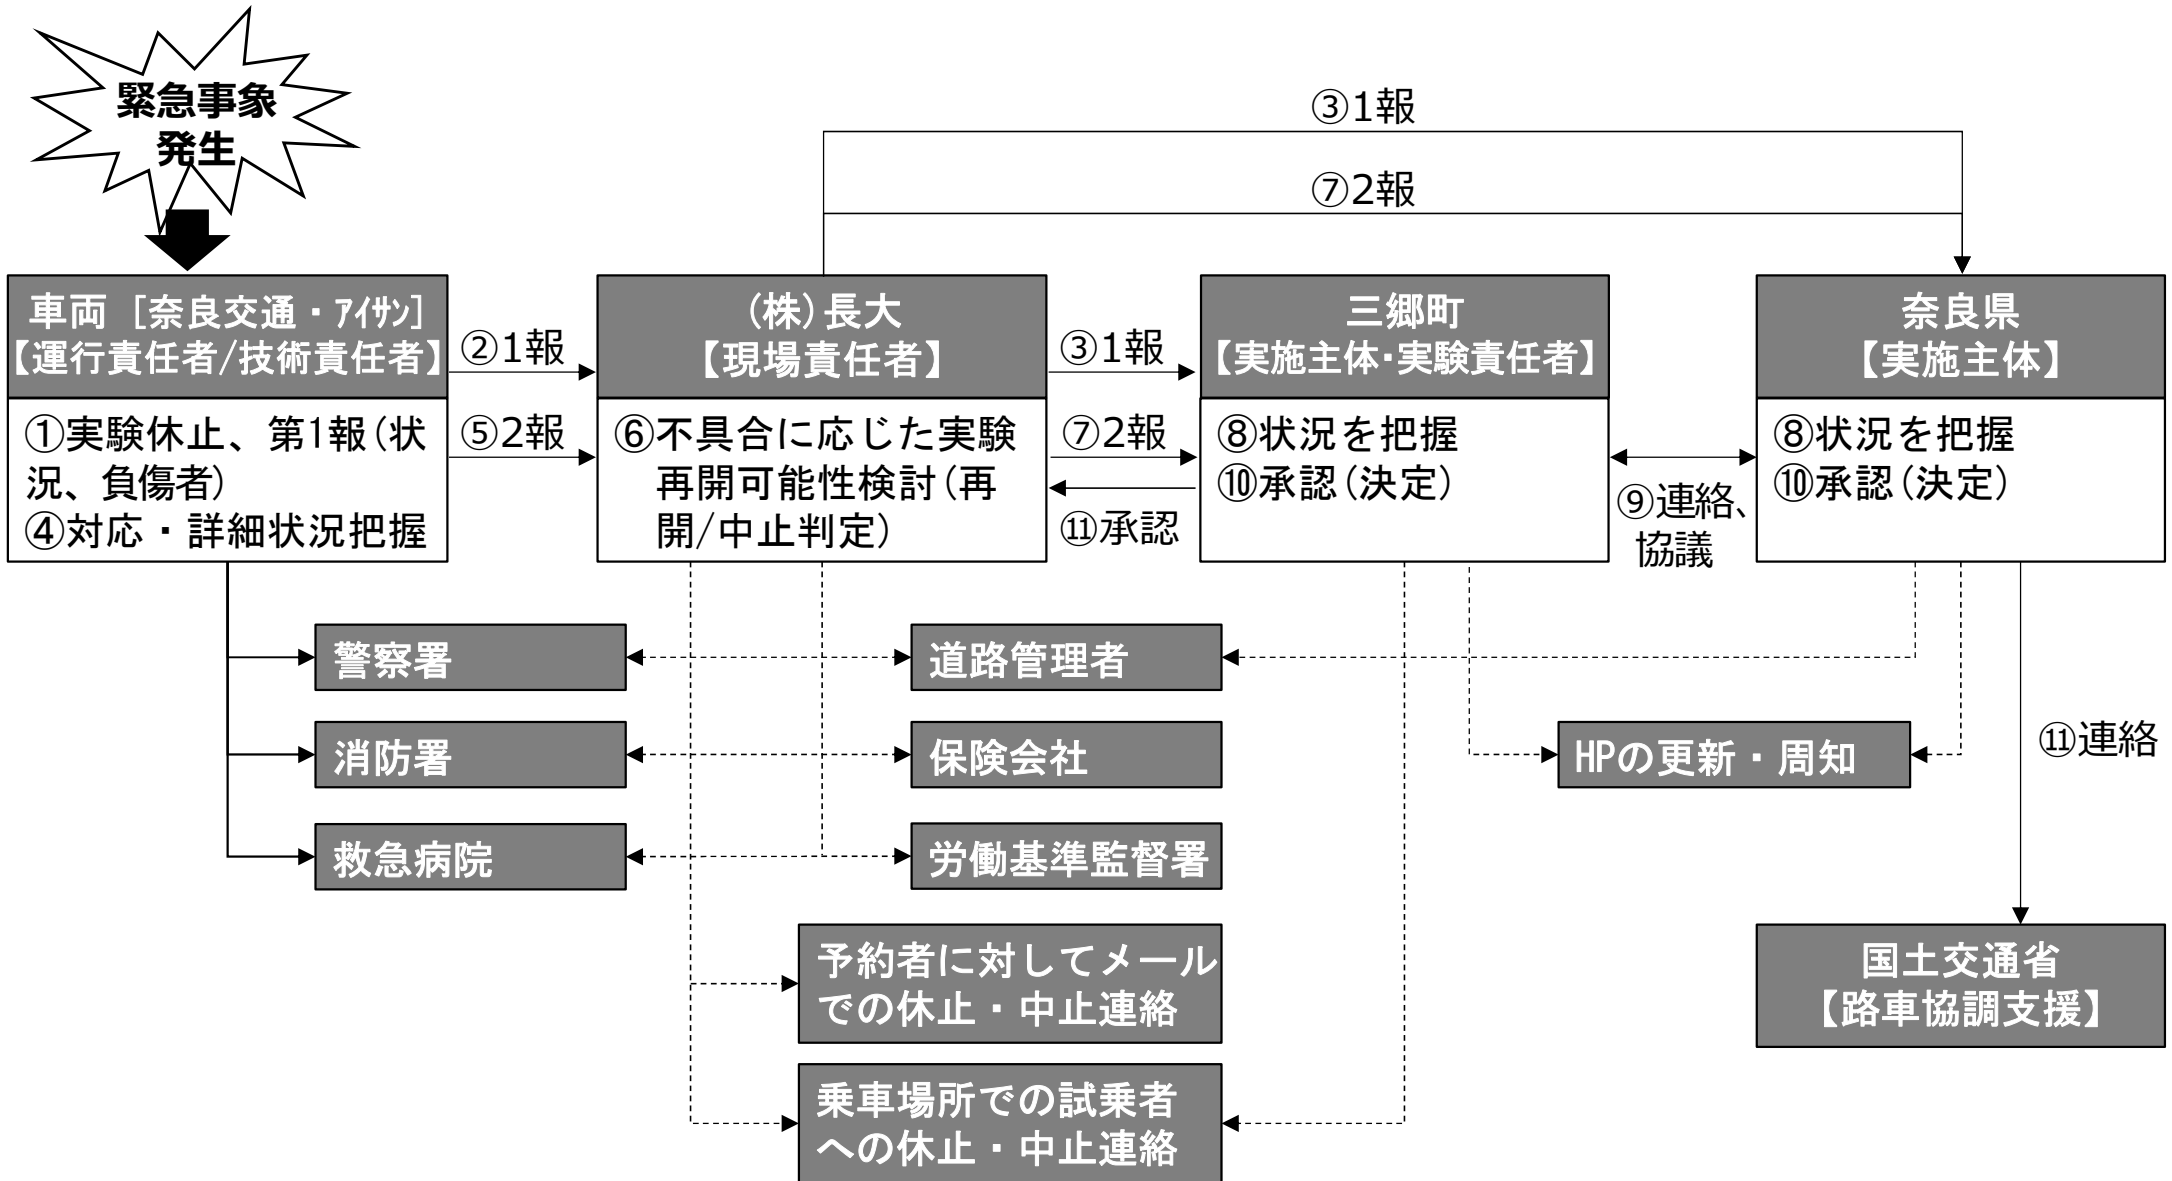 緊急事象
発生
③1報
⑦2報
車両［奈良交通・ｱｲｻﾝ］
【運行責任者/技術責任者】
①実験休止、第1報(状
況、負傷者)
④対応・詳細状況把握
②1報
⑤2報
(株)長大
【現場責任者】
⑥不具合に応じた実験
再開可能性検討(再
開/中止判定)
③1報
⑦2報
⑪承認
三郷町
【実施主体･実験責任者】
⑧状況を把握
⑩承認(決定)
⑨連絡、
協議
奈良県
【実施主体】
⑧状況を把握
⑩承認(決定)
警察署
道路管理者
消防署
保険会社
HPの更新・周知
⑪連絡
救急病院
労働基準監督署
予約者に対してメール
での休止・中止連絡
国土交通省
【路車協調支援】
乗車場所での試乗者
への休止・中止連絡